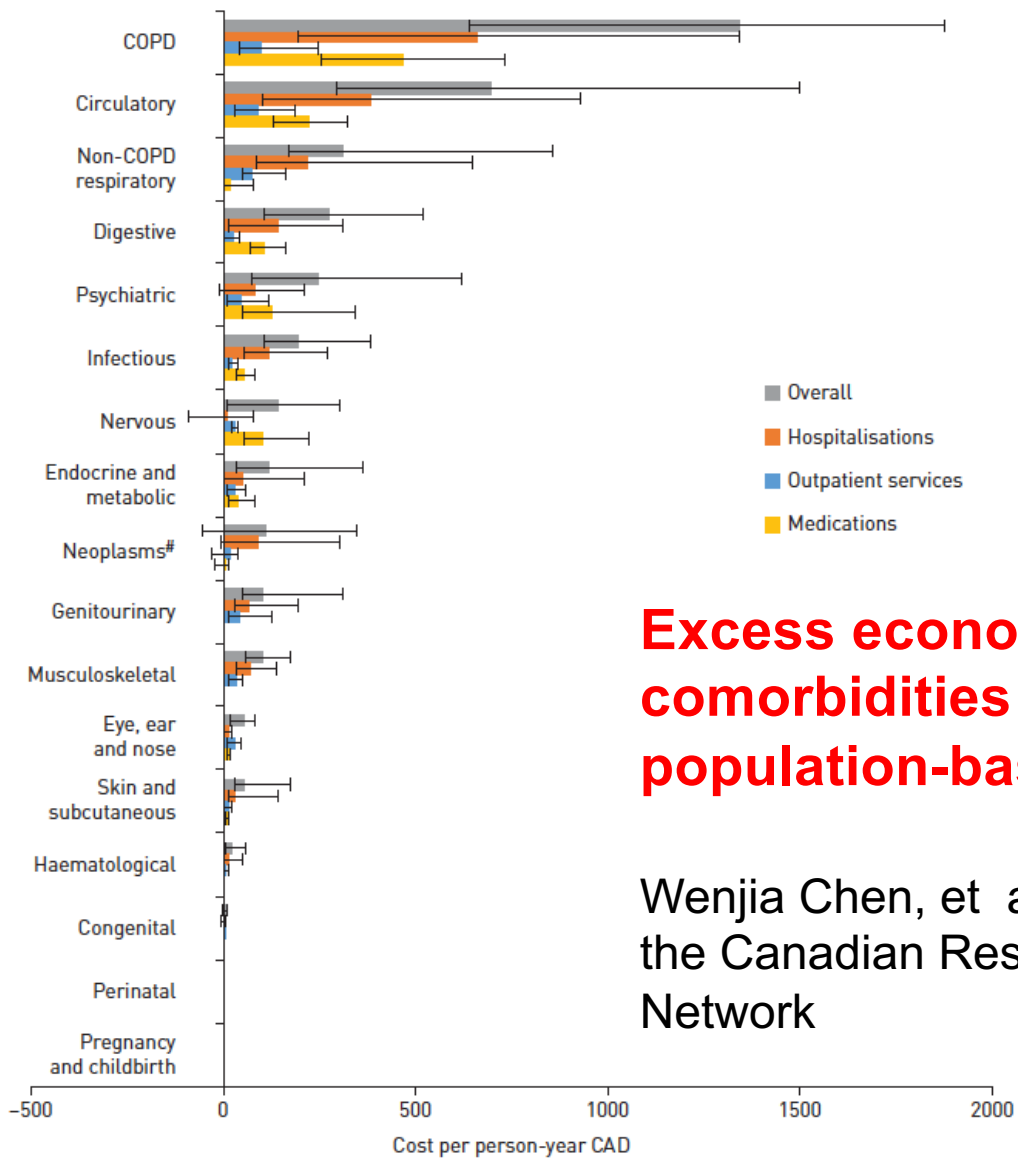 COPD
Circulatory
Non-COPD
respiratory
Digestive
Psychiatric
Infectious
Nervous
Endocrine and
metabolic
Neoplasms#
Genitourinary
Musculoskeletal
Eye, ear
and nose
Skin and
subcutaneous
Haematological
Congenital
Perinatal
Pregnancy
and childbirth
–500 0 500 1000 1500 2000
Cost per person-year CAD
Overall
Hospitalisations
Outpatient services
Medications
Excess econo
comorbidities
population-bas
Wenjia Chen, et a
the Canadian Res
Network